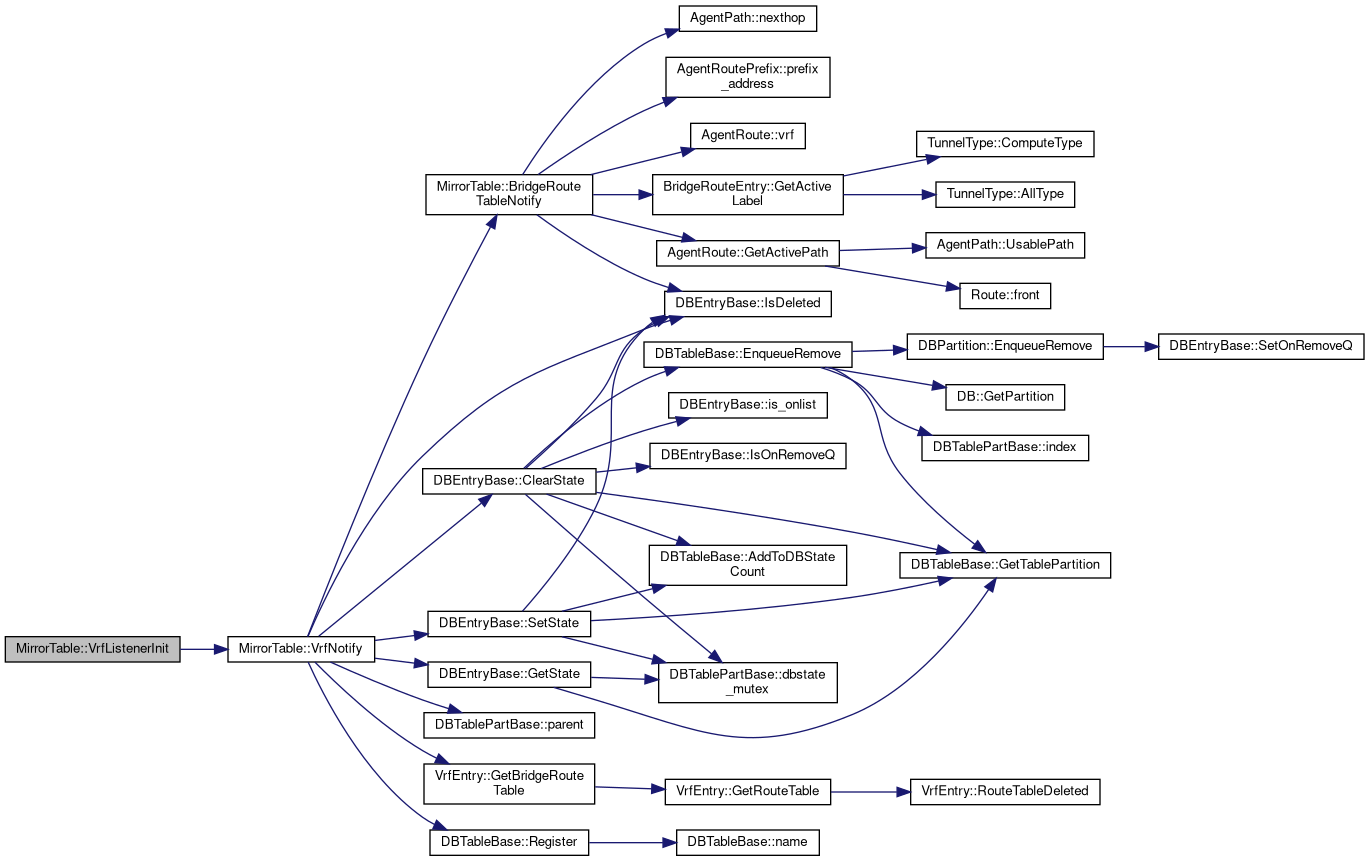 AgentPath::nexthop
AgentRoutePrefix::prefix
_address
AgentRoute::vrf
TunnelType::ComputeType
MirrorTable::BridgeRoute
TableNotify
BridgeRouteEntry::GetActive
Label
TunnelType::AllType
AgentRoute::GetActivePath
AgentPath::UsablePath
Route::front
DBEntryBase::IsDeleted
DBTableBase::EnqueueRemove
DBPartition::EnqueueRemove
DBEntryBase::SetOnRemoveQ
DB::GetPartition
DBEntryBase::is_onlist
DBTablePartBase::index
DBEntryBase::IsOnRemoveQ
DBEntryBase::ClearState
DBTableBase::AddToDBState
Count
DBTableBase::GetTablePartition
DBEntryBase::SetState
MirrorTable::VrfListenerInit
MirrorTable::VrfNotify
DBEntryBase::GetState
DBTablePartBase::dbstate
_mutex
DBTablePartBase::parent
VrfEntry::GetBridgeRoute
Table
VrfEntry::GetRouteTable
VrfEntry::RouteTableDeleted
DBTableBase::Register
DBTableBase::name